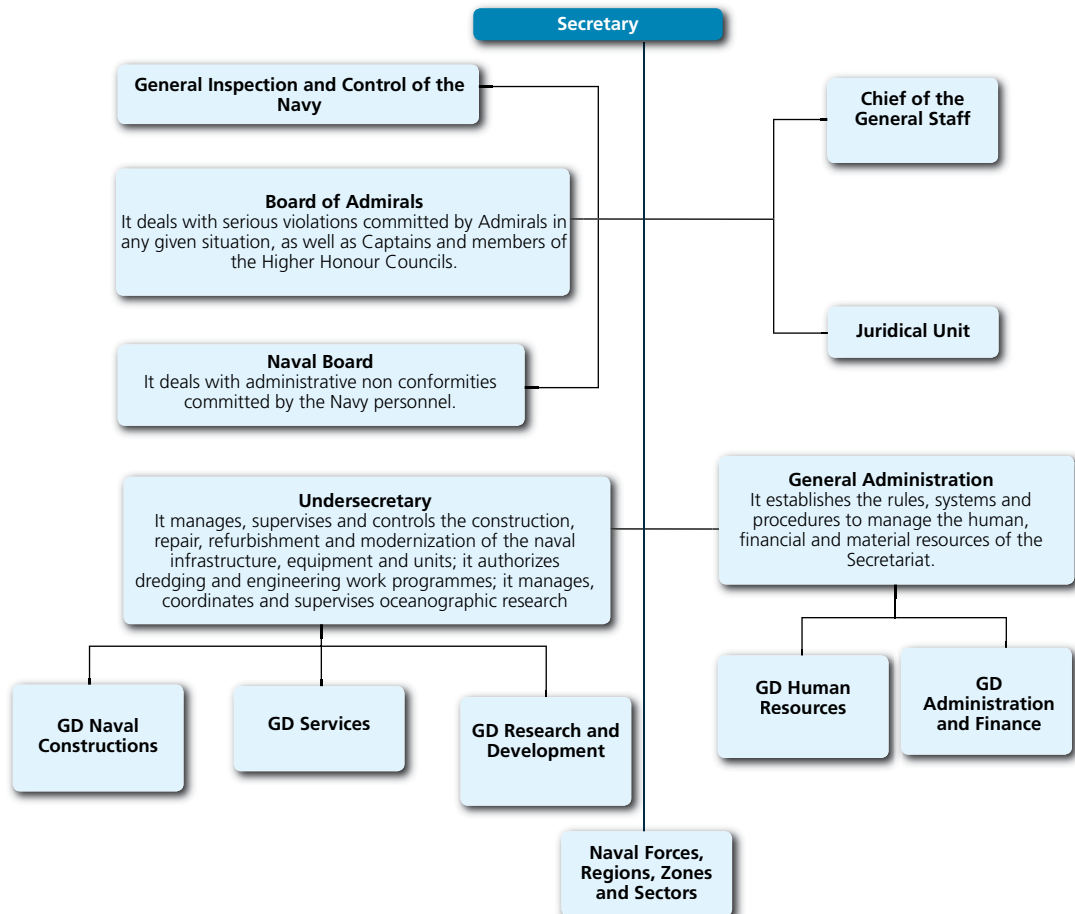 Secretary
General Inspection and Control of the
Navy
Chief of the
General Staff
Board of Admirals
It deals with serious violations committed by Admirals in
any given situation, as well as Captains and members of
the Higher Honour Councils.
Juridical Unit
Naval Board
It deals with administrative non conformities
committed by the Navy personnel.
Undersecretary
It manages, supervises and controls the construction,
repair, refurbishment and modernization of the naval
infrastructure, equipment and units; it authorizes
dredging and engineering work programmes; it manages,
coordinates and supervises oceanographic research
General Administration
It establishes the rules, systems and
procedures to manage the human,
financial and material resources of the
Secretariat.
GD Naval
Constructions
GD Services
GD Research and
Development
GD Human
Resources
GD
Administration
and Finance
Naval Forces,
Regions, Zones
and Sectors